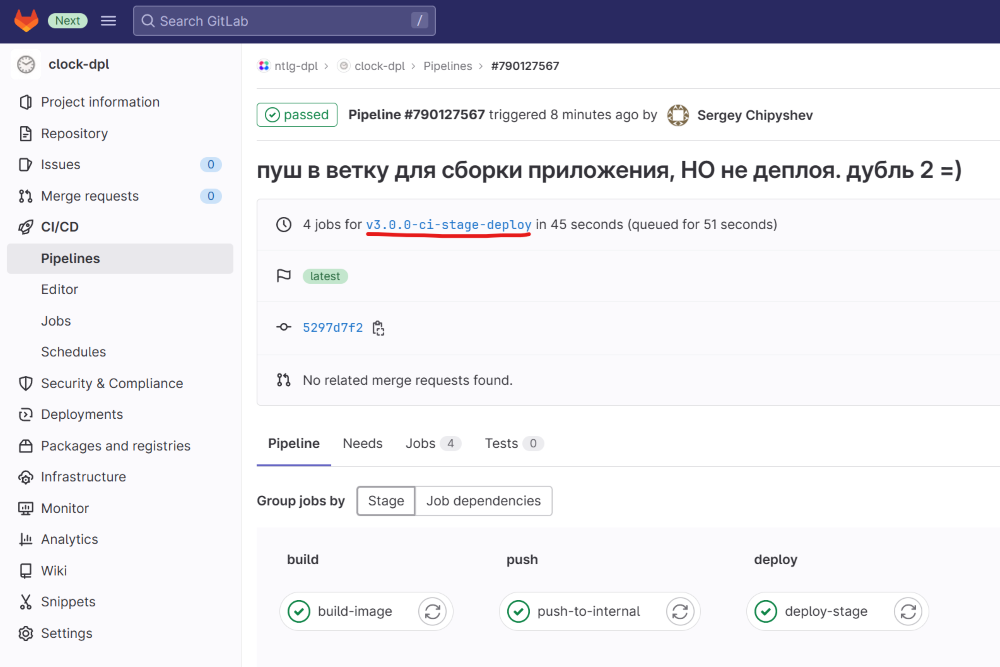 Next
Search GitLab /
clock-dpl
Project information
Repository
Issues 0
Merge requests 0
CI/CD
Pipelines
Editor
Jobs
Schedules
Security & Compliance
Deployments
Packages and registries
Infrastructure
Monitor
Analytics
Wiki
Snippets
Settings
ntlg-dpl › clock-dpl › Pipelines › #790127567
passed Pipeline #790127567 triggered 8 minutes ago by Sergey Chipyshev
пуш в ветку для сборки приложения, НО не деплоя. дубль 2 =)
4 jobs for v3.0.0-ci-stage-deploy in 45 seconds (queued for 51 seconds)
latest
5297d7f2
No related merge requests found.
Pipeline Needs Jobs 4 Tests 0
Group jobs by Stage Job dependencies
build push deploy
build-image push-to-internal deploy-stage